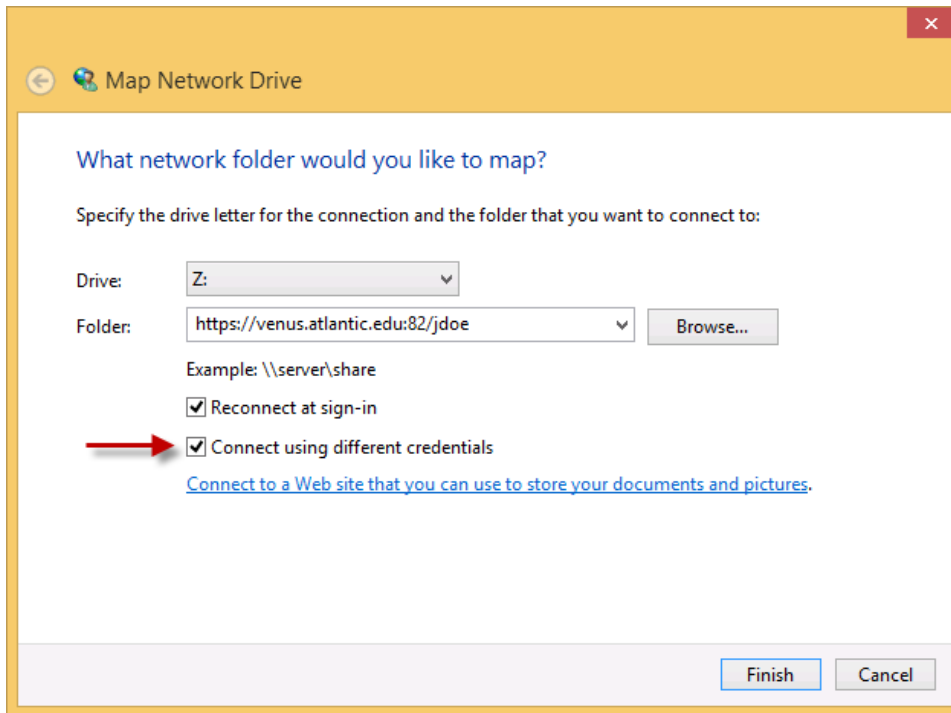 Map Network Drive
What network folder would you like to map?
Specify the drive letter for the connection and the folder that you want to connect to:
Drive: Z:
Folder: https://venus.atlantic.edu:82/jdoe Browse...
Example: \\server\share
Reconnect at sign-in
Connect using different credentials
Connect to a Web site that you can use to store your documents and pictures.
Finish Cancel